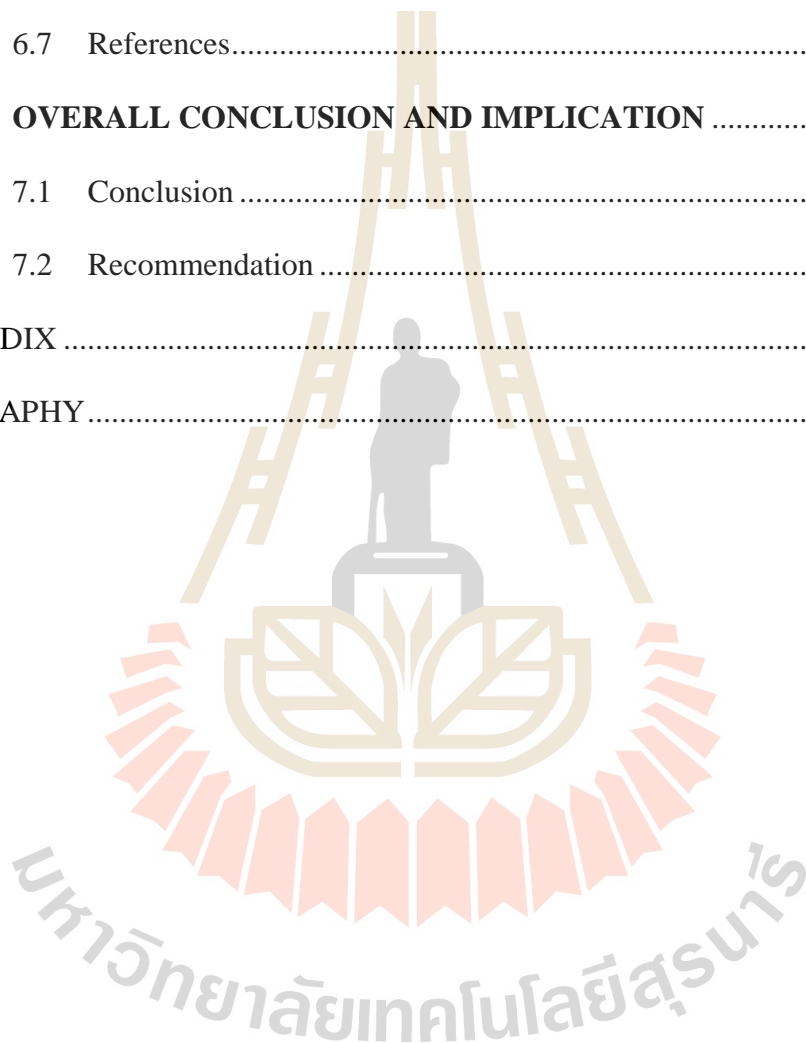 6.7 References...............................................................
OVERALL CONCLUSION AND IMPLICATION ...........
7.1 Conclusion ..............................................................
7.2 Recommendation ....................................................
DIX ................................................................................
APHY.............................................................................
มหาวิทยาลัยเทคโนโลยีสุรนารี